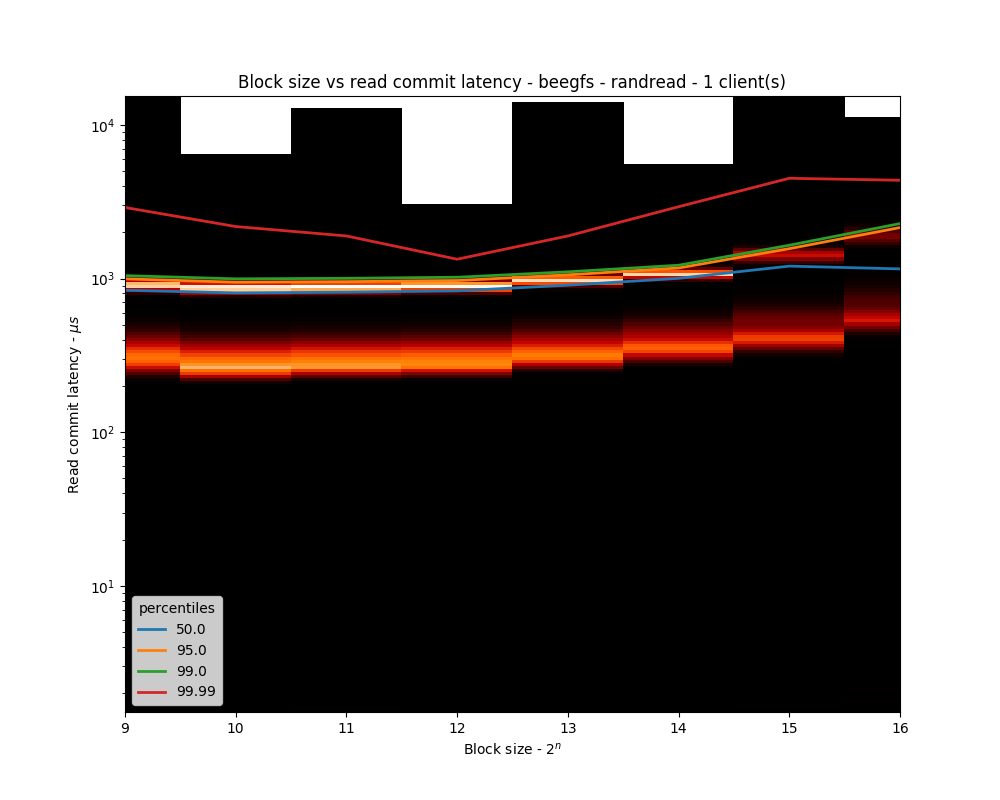 Block size vs read commit latency - beegfs - randread - 1 client(s)
Read commit latency - μs
10⁴
10³
10²
10¹
percentiles
50.0
95.0
99.0
99.99
9 10 11 12 13 14 15 16
Block size - 2ⁿ